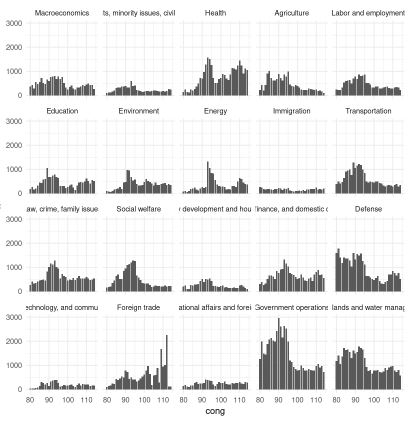 Macroeconomics ts, minority issues, civil Health Agriculture Labor and employment
3000
2000
1000
0
Education Environment Energy Immigration Transportation
3000
2000
1000
0
aw, crime, family issue Social welfare development and hou inance, and domestic c Defense
3000
2000
1000
0
echnology, and commu Foreign trade ational affairs and forei Government operations lands and water manag
3000
2000
1000
0
80 90 100 110 80 90 100 110 80 90 100 110 80 90 100 110 80 90 100 110
cong